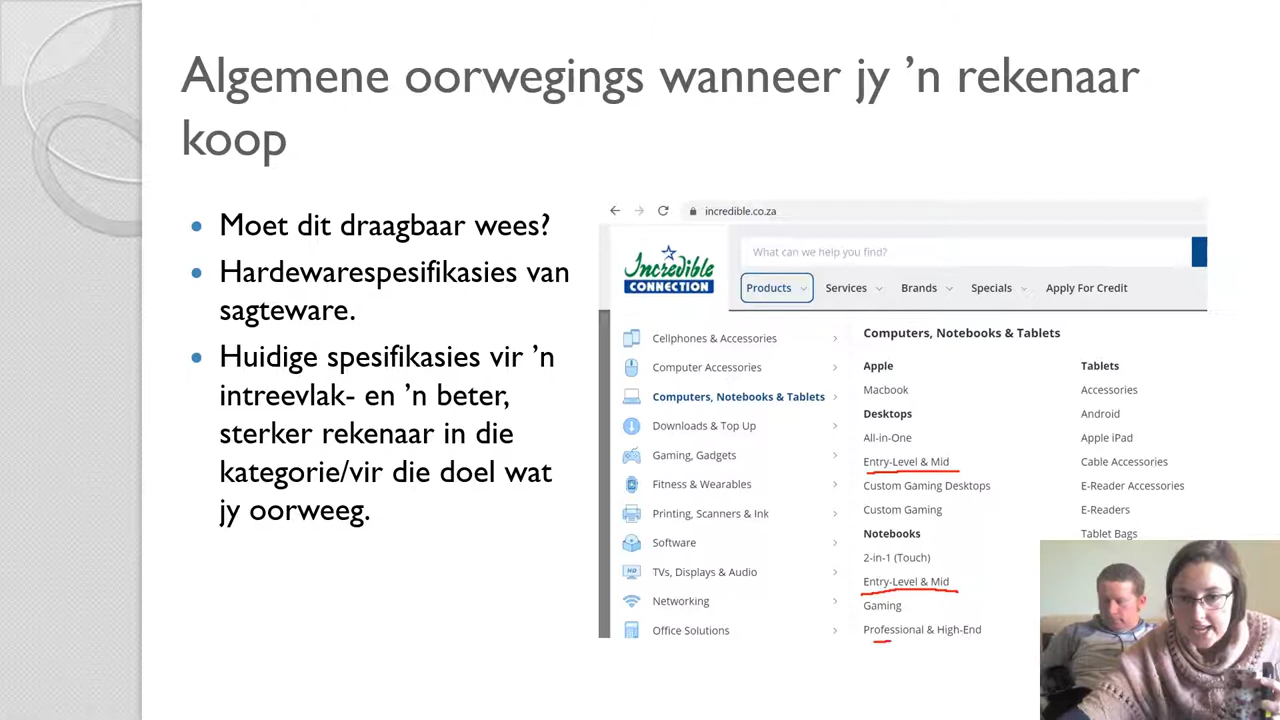 Algemene oorwegings wanneer jy ’n rekenaar
koop
• Moet dit draagbaar wees?
• Hardewarespesifikasies van
sagteware.
• Huidige spesifikasies vir ’n
intreevlak- en ’n beter,
sterker rekenaar in die
kategorie/vir die doel wat
jy oorweeg.
incredible.co.za
Incredible
CONNECTION
What can we help you find?
Products
Services
Brands
Specials
Apply For Credit
Cellphones & Accessories
Computer Accessories
Computers, Notebooks & Tablets
Downloads & Top Up
Gaming, Gadgets
Fitness & Wearables
Printing, Scanners & Ink
Software
HD
TVs, Displays & Audio
Networking
Office Solutions
Computers, Notebooks & Tablets
Apple
Macbook
Desktops
All-in-One
Entry-Level & Mid
Custom Gaming Desktops
Custom Gaming
Notebooks
2-in-1 (Touch)
Entry-Level & Mid
Gaming
Professional & High-End
Tablets
Accessories
Android
Apple iPad
Cable Accessories
E-Reader Accessories
E-Readers
Tablet Bags